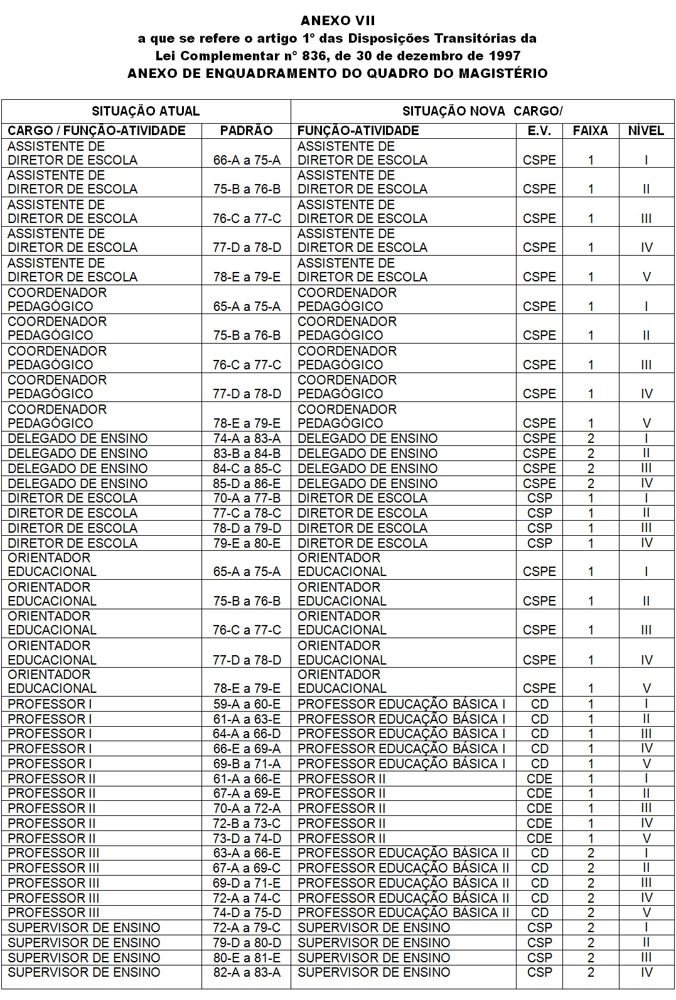 ANEXO VII
a que se refere o artigo 1° das Disposições Transitórias da
Lei Complementar n° 836, de 30 de dezembro de 1997
ANEXO DE ENQUADRAMENTO DO QUADRO DO MAGISTÉRIO
SITUAÇÃO ATUAL SITUAÇÃO NOVA CARGO/
CARGO / FUNÇÃO-ATIVIDADE PADRÃO FUNÇÃO-ATIVIDADE E.V. FAIXA NÍVEL
ASSISTENTE DE ASSISTENTE DE
DIRETOR DE ESCOLA 66-A a 75-A DIRETOR DE ESCOLA CSPE 1 I
ASSISTENTE DE ASSISTENTE DE
DIRETOR DE ESCOLA 75-B a 76-B DIRETOR DE ESCOLA CSPE 1 II
ASSISTENTE DE ASSISTENTE DE
DIRETOR DE ESCOLA 76-C a 77-C DIRETOR DE ESCOLA CSPE 1 III
ASSISTENTE DE ASSISTENTE DE
DIRETOR DE ESCOLA 77-D a 78-D DIRETOR DE ESCOLA CSPE 1 IV
ASSISTENTE DE ASSISTENTE DE
DIRETOR DE ESCOLA 78-E a 79-E DIRETOR DE ESCOLA CSPE 1 V
COORDENADOR COORDENADOR
PEDAGÓGICO 65-A a 75-A PEDAGÓGICO CSPE 1 I
COORDENADOR COORDENADOR
PEDAGÓGICO 75-B a 76-B PEDAGÓGICO CSPE 1 II
COORDENADOR COORDENADOR
PEDAGÓGICO 76-C a 77-C PEDAGÓGICO CSPE 1 III
COORDENADOR COORDENADOR
PEDAGÓGICO 77-D a 78-D PEDAGÓGICO CSPE 1 IV
COORDENADOR COORDENADOR
PEDAGÓGICO 78-E a 79-E PEDAGÓGICO CSPE 1 V
DELEGADO DE ENSINO 74-A a 83-A DELEGADO DE ENSINO CSPE 2 I
DELEGADO DE ENSINO 83-B a 84-B DELEGADO DE ENSINO CSPE 2 II
DELEGADO DE ENSINO 84-C a 85-C DELEGADO DE ENSINO CSPE 2 III
DELEGADO DE ENSINO 85-D a 86-E DELEGADO DE ENSINO CSPE 2 IV
DIRETOR DE ESCOLA 70-A a 77-B DIRETOR DE ESCOLA CSP 1 I
DIRETOR DE ESCOLA 77-C a 78-C DIRETOR DE ESCOLA CSP 1 II
DIRETOR DE ESCOLA 78-D a 79-D DIRETOR DE ESCOLA CSP 1 III
DIRETOR DE ESCOLA 79-E a 80-E DIRETOR DE ESCOLA CSP 1 IV
ORIENTADOR ORIENTADOR
EDUCACIONAL 65-A a 75-A EDUCACIONAL CSPE 1 I
ORIENTADOR ORIENTADOR
EDUCACIONAL 75-B a 76-B EDUCACIONAL CSPE 1 II
ORIENTADOR ORIENTADOR
EDUCACIONAL 76-C a 77-C EDUCACIONAL CSPE 1 III
ORIENTADOR ORIENTADOR
EDUCACIONAL 77-D a 78-D EDUCACIONAL CSPE 1 IV
ORIENTADOR ORIENTADOR
EDUCACIONAL 78-E a 79-E EDUCACIONAL CSPE 1 V
PROFESSOR I 59-A a 60-E PROFESSOR EDUCAÇÃO BÁSICA I CD 1 I
PROFESSOR I 61-A a 63-E PROFESSOR EDUCAÇÃO BÁSICA I CD 1 II
PROFESSOR I 64-A a 66-D PROFESSOR EDUCAÇÃO BÁSICA I CD 1 III
PROFESSOR I 66-E a 69-A PROFESSOR EDUCAÇÃO BÁSICA I CD 1 IV
PROFESSOR I 69-B a 71-A PROFESSOR EDUCAÇÃO BÁSICA I CD 1 V
PROFESSOR II 61-A a 66-E PROFESSOR II CDE 1 I
PROFESSOR II 67-A a 69-E PROFESSOR II CDE 1 II
PROFESSOR II 70-A a 72-A PROFESSOR II CDE 1 III
PROFESSOR II 72-B a 73-C PROFESSOR II CDE 1 IV
PROFESSOR II 73-D a 74-D PROFESSOR II CDE 1 V
PROFESSOR III 63-A a 66-E PROFESSOR EDUCAÇÃO BÁSICA II CD 2 I
PROFESSOR III 67-A a 69-C PROFESSOR EDUCAÇÃO BÁSICA II CD 2 II
PROFESSOR III 69-D a 71-E PROFESSOR EDUCAÇÃO BÁSICA II CD 2 III
PROFESSOR III 72-A a 74-C PROFESSOR EDUCAÇÃO BÁSICA II CD 2 IV
PROFESSOR III 74-D a 75-D PROFESSOR EDUCAÇÃO BÁSICA II CD 2 V
SUPERVISOR DE ENSINO 72-A a 79-C SUPERVISOR DE ENSINO CSP 2 I
SUPERVISOR DE ENSINO 79-D a 80-D SUPERVISOR DE ENSINO CSP 2 II
SUPERVISOR DE ENSINO 80-E a 81-E SUPERVISOR DE ENSINO CSP 2 III
SUPERVISOR DE ENSINO 82-A a 83-A SUPERVISOR DE ENSINO CSP 2 IV